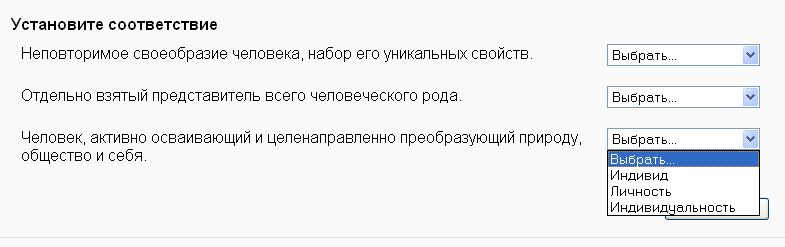 Установите соответствие
Неповторимое своеобразие человека, набор его уникальных свойств.
Выбрать...
Отдельно взятый представитель всего человеческого рода.
Выбрать...
Человек, активно осваивающий и целенаправленно преобразующий природу,
общество и себя.
Выбрать...
Выбрать...
Индивид
Личность
Индивидуальность